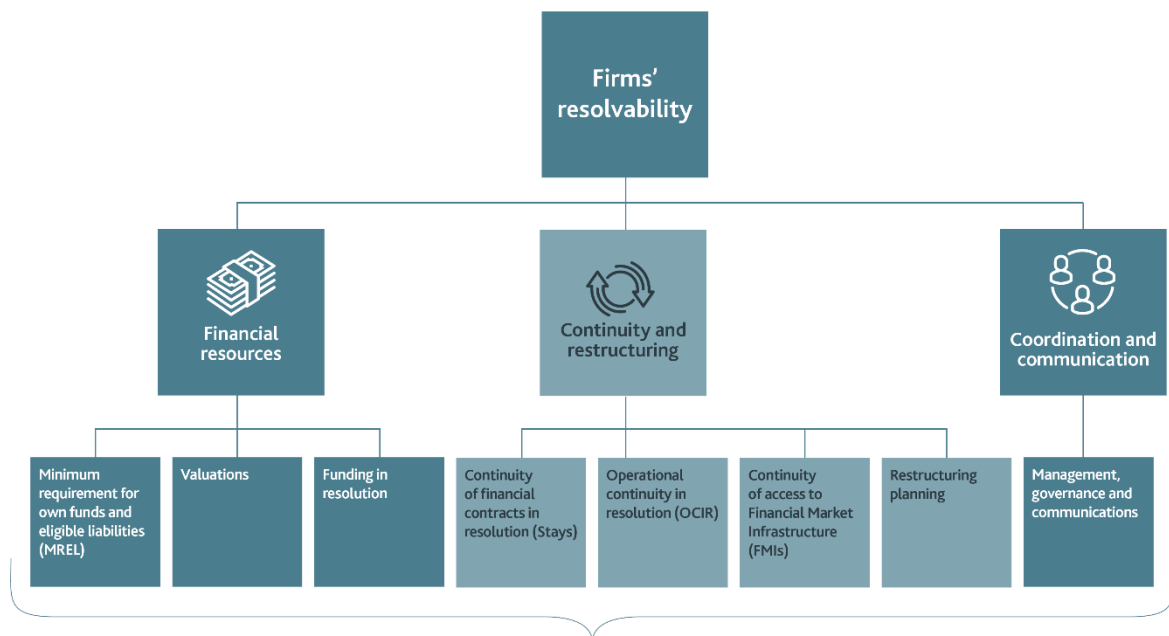 Firms'
resolvability
Financial
resources
Continuity and
restructuring
Coordination and
communication
Minimum
requirement for
own funds and
eligible liabilities
(MREL)
Valuations
Funding in
resolution
Continuity
of financial
contracts in
resolution (Stays)
Operational
continuity in
resolution (OCIR)
Continuity
of access to
Financial Market
Infrastructure
(FMIs)
Restructuring
planning
Management,
governance and
communications